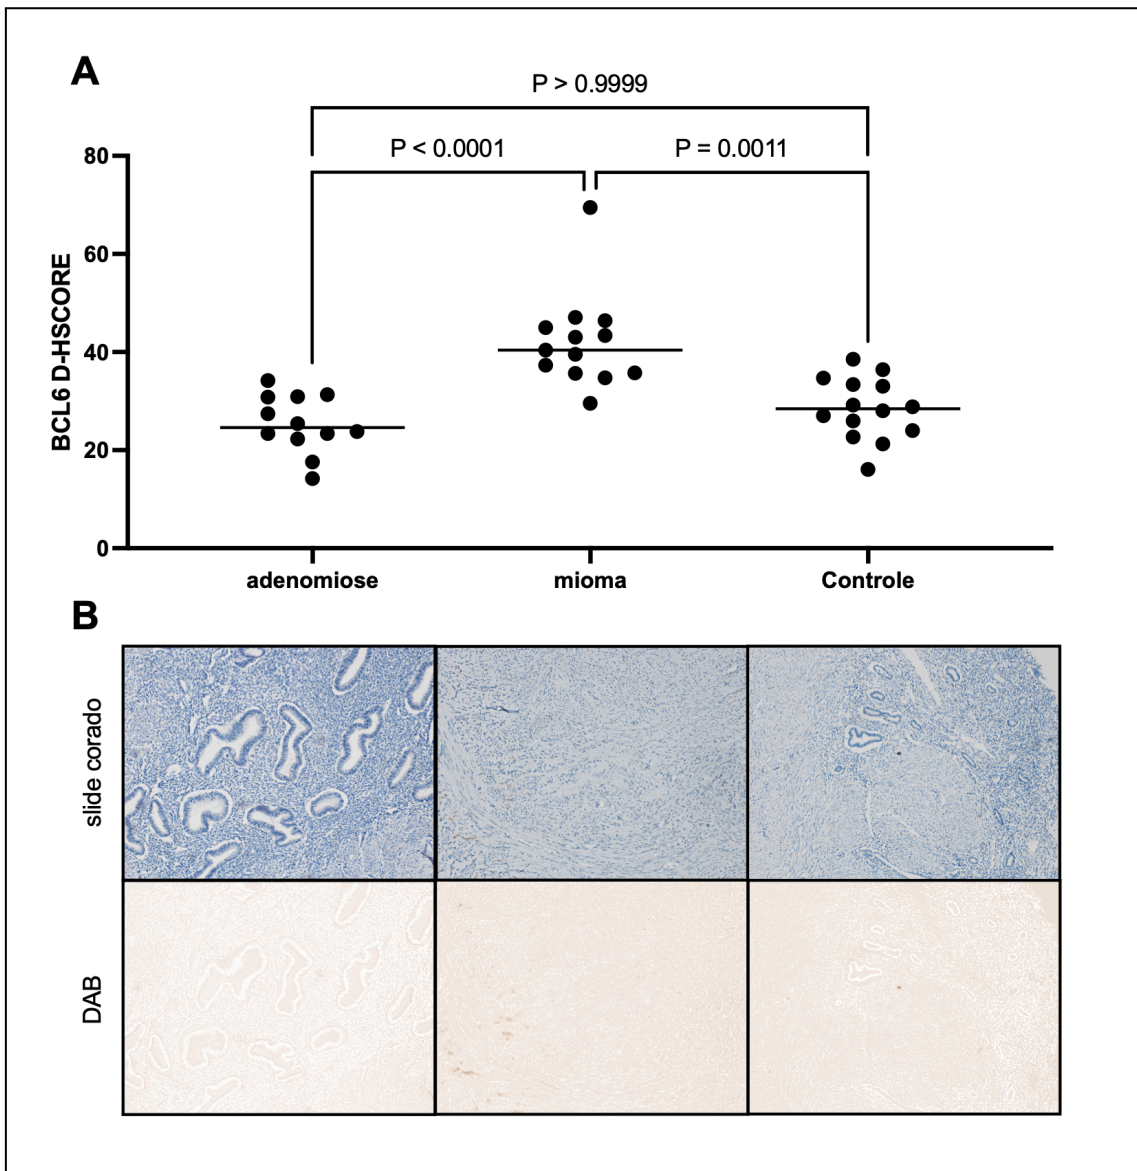 A
P > 0.9999
P < 0.0001
P = 0.0011
80
60
40
20
0
BCL6 D-HSCORE
adenomiose
mioma
Controle
B
slide corado
DAB